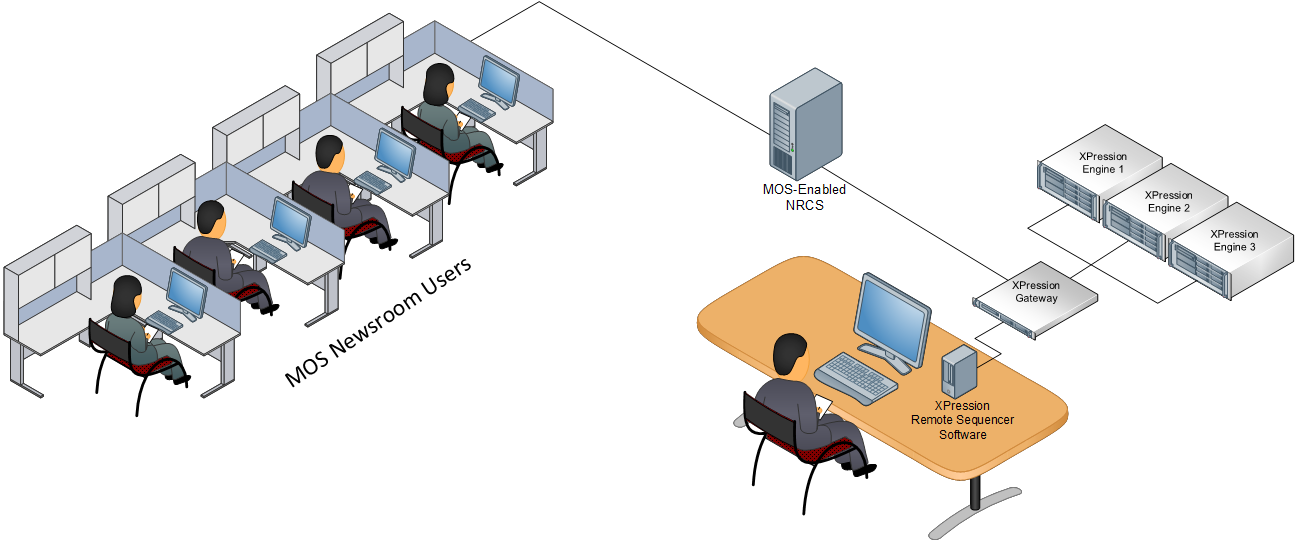 MOS Newsroom Users
MOS-Enabled
NRCS
XPression
Engine 1
XPression
Engine 2
XPression
Engine 3
XPression
Gateway
XPression
Remote Sequencer
Software